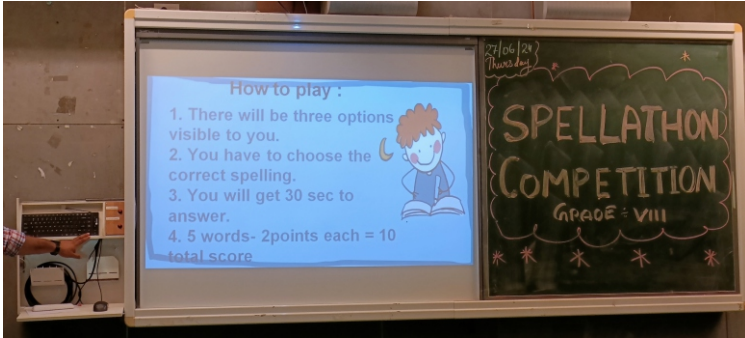 How to play :
1. There will be three options
visible to you.
2. You have to choose the
correct spelling.
3. You will get 30 sec to
answer.
4. 5 words- 2points each = 10
total score
27/06/24
Thursday
SPELLATHON
COMPETITION
GRADE÷VIII